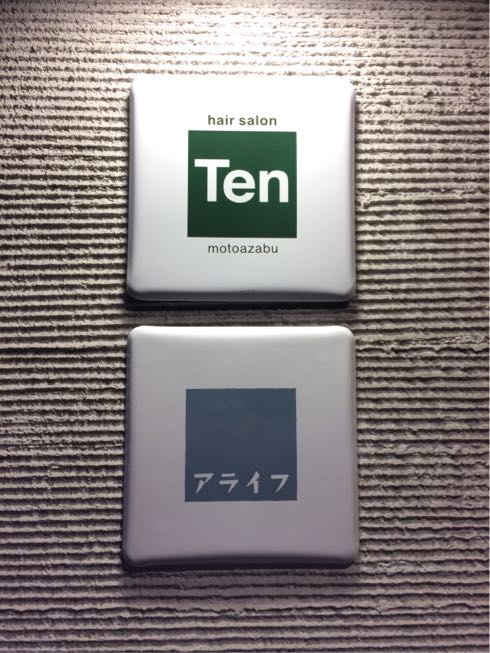 hair salon
Ten
motoazabu
アライフ